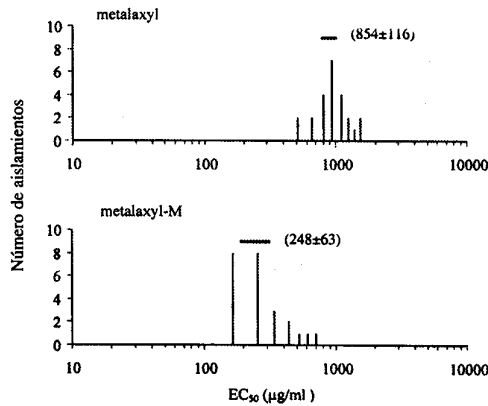 metalaxyl
(854±116)
10
8
6
4
2
0
10 100 1000 10000
Número de aislamientos
metalaxyl-M
(248±63)
10
8
6
4
2
0
10 100 1000 10000
EC₅₀ (µg/ml )